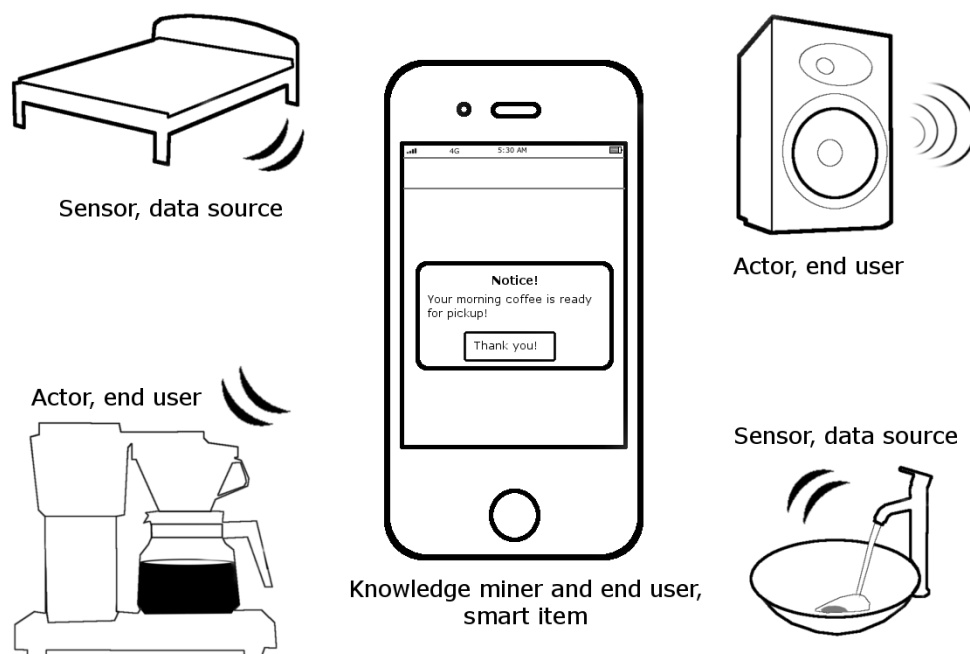 Sensor, data source
Actor, end user
4G 5:30 AM
Notice!
Your morning coffee is ready
for pickup!
Thank you!
Actor, end user
Sensor, data source
Knowledge miner and end user,
smart item